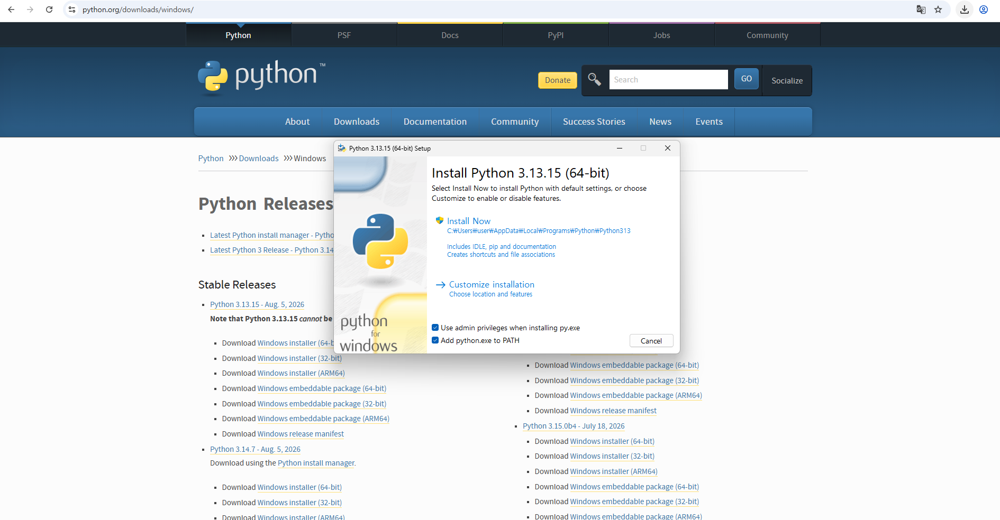 python.org/downloads/windows/
Python
PSF
Docs
PyPI
Jobs
Community
python™
Donate
Search
GO
Socialize
About
Downloads
Documentation
Community
Success Stories
News
Events
Python >>> Downloads >>> Windows
Python Releases
Latest Python install manager - Pytho
Latest Python 3 Release - Python 3.14
Stable Releases
Python 3.13.15 - Aug. 5, 2026
Note that Python 3.13.15 cannot be
Download Windows installer (64-b
Download Windows installer (32-bit)
Download Windows installer (ARM64)
Download Windows embeddable package (64-bit)
Download Windows embeddable package (32-bit)
Download Windows embeddable package (ARM64)
Download Windows release manifest
Python 3.14.7 - Aug. 5, 2026
Download using the Python install manager.
Download Windows installer (64-bit)
Download Windows installer (32-bit)
Download Windows installer (ARM64)
Python 3.13.15 (64-bit) Setup
Install Python 3.13.15 (64-bit)
Select Install Now to install Python with default settings, or choose
Customize to enable or disable features.
Install Now
C:₩Users₩user₩AppData₩Local₩Programs₩Python₩Python313
Includes IDLE, pip and documentation
Creates shortcuts and file associations
Customize installation
Choose location and features
Use admin privileges when installing py.exe
Add python.exe to PATH
Cancel
python
for
windows
Download Windows embeddable package (64-bit)
Download Windows embeddable package (32-bit)
Download Windows embeddable package (ARM64)
Download Windows release manifest
Python 3.15.0b4 - July 18, 2026
Download Windows installer (64-bit)
Download Windows installer (32-bit)
Download Windows installer (ARM64)
Download Windows embeddable package (64-bit)
Download Windows embeddable package (32-bit)
Download Windows embeddable package (ARM64)